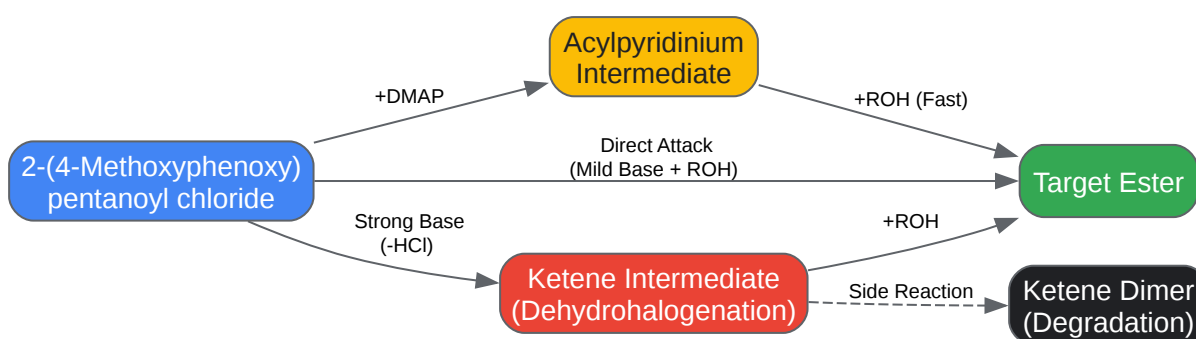 Acylpyridinium
Intermediate
+DMAP
+ROH (Fast)
2-(4-Methoxyphenoxy)
pentanoyl chloride
Direct Attack
(Mild Base + ROH)
Target Ester
Strong Base
(-HCl)
+ROH
Ketene Intermediate
(Dehydrohalogenation)
Side Reaction
Ketene Dimer
(Degradation)